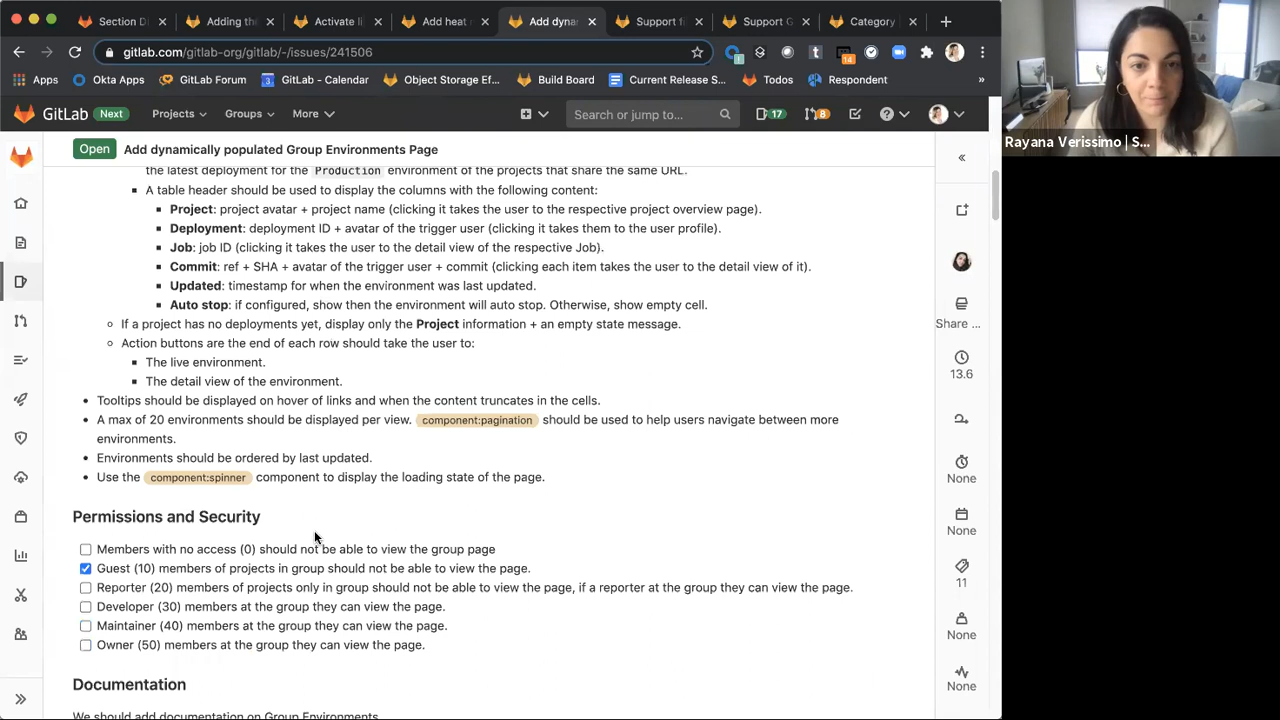 Section Di
Adding the
Activate li
Add heat
Add dyna
Support fi
Support G
Category
gitlab.com/gitlab-org/gitlab/-/issues/241506
1
14
Apps
Okta Apps
GitLab Forum
GitLab - Calendar
Object Storage Ef...
Build Board
Current Release S...
Todos
Respondent
»
GitLab
Next
Projects
Groups
More
Search or jump to...
17
8
Rayana Verissimo | S...
Open
Add dynamically populated Group Environments Page
the latest deployment for the Production environment of the projects that share the same URL.
A table header should be used to display the columns with the following content:
Project: project avatar + project name (clicking it takes the user to the respective project overview page).
Deployment: deployment ID + avatar of the trigger user (clicking it takes them to the user profile).
Job: job ID (clicking it takes the user to the detail view of the respective Job).
Commit: ref + SHA + avatar of the trigger user + commit (clicking each item takes the user to the detail view of it).
Updated: timestamp for when the environment was last updated.
Auto stop: if configured, show then the environment will auto stop. Otherwise, show empty cell.
If a project has no deployments yet, display only the Project information + an empty state message.
Action buttons are the end of each row should take the user to:
The live environment.
The detail view of the environment.
Tooltips should be displayed on hover of links and when the content truncates in the cells.
A max of 20 environments should be displayed per view. component:pagination should be used to help users navigate between more
environments.
Environments should be ordered by last updated.
Use the component:spinner component to display the loading state of the page.
Permissions and Security
Members with no access (0) should not be able to view the group page
Guest (10) members of projects in group should not be able to view the page.
Reporter (20) members of projects only in group should not be able to view the page, if a reporter at the group they can view the page.
Developer (30) members at the group they can view the page.
Maintainer (40) members at the group they can view the page.
Owner (50) members at the group they can view the page.
Documentation
We should add documentation on Group Environments
Share ...
13.6
None
None
11
None
None